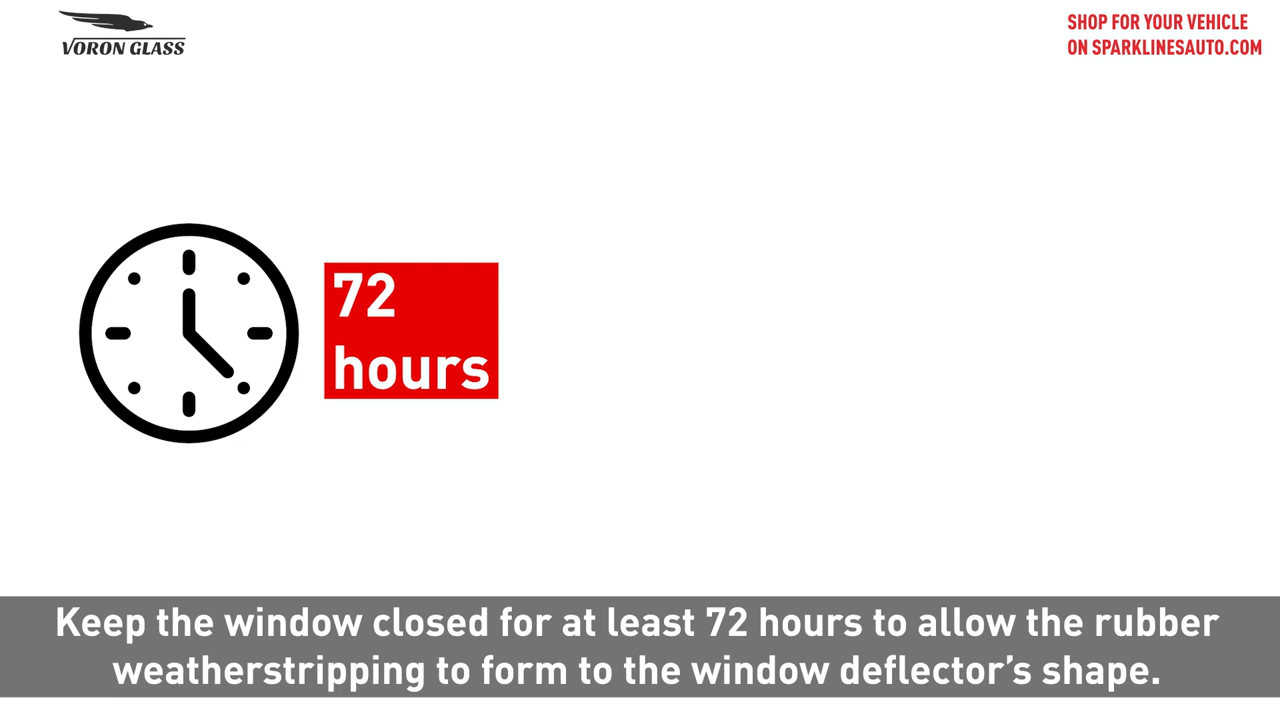 VORON GLASS
SHOP FOR YOUR VEHICLE
ON SPARKLINESAUTO.COM
72
hours
Keep the window closed for at least 72 hours to allow the rubber
weatherstripping to form to the window deflector’s shape.